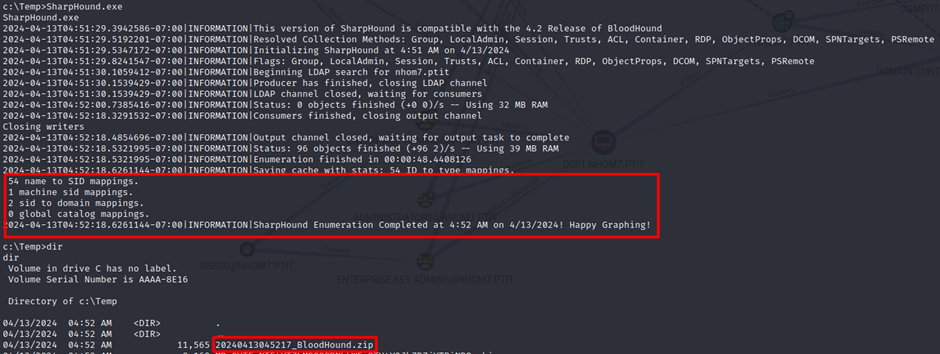 c:\Temp>SharpHound.exe
SharpHound.exe
2024-04-13T04:51:29.3942586-07:00|INFORMATION|This version of SharpHound is compatible with the 4.2 Release of BloodHound
2024-04-13T04:51:29.5192201-07:00|INFORMATION|Resolved Collection Methods: Group, LocalAdmin, Session, Trusts, ACL, Container, RDP, ObjectProps, DCOM, SPNTargets, PSRemote
2024-04-13T04:51:29.5347172-07:00|INFORMATION|Initializing SharpHound at 4:51 AM on 4/13/2024
2024-04-13T04:51:29.8241547-07:00|INFORMATION|Flags: Group, LocalAdmin, Session, Trusts, ACL, Container, RDP, ObjectProps, DCOM, SPNTargets, PSRemote
2024-04-13T04:51:30.1059412-07:00|INFORMATION|Beginning LDAP search for nhom7.ptit
2024-04-13T04:51:30.1539429-07:00|INFORMATION|Producer has finished, closing LDAP channel
2024-04-13T04:51:30.1539429-07:00|INFORMATION|LDAP channel closed, waiting for consumers
2024-04-13T04:52:00.7385416-07:00|INFORMATION|Status: 0 objects finished (+0 0)/s -- Using 32 MB RAM
2024-04-13T04:52:18.3291532-07:00|INFORMATION|Consumers finished, closing output channel
Closing writers
2024-04-13T04:52:18.4854696-07:00|INFORMATION|Output channel closed, waiting for output task to complete
2024-04-13T04:52:18.5321995-07:00|INFORMATION|Status: 96 objects finished (+96 2)/s -- Using 39 MB RAM
2024-04-13T04:52:18.5321995-07:00|INFORMATION|Enumeration finished in 00:00:48.4408126
2024-04-13T04:52:18.6261144-07:00|INFORMATION|Saving cache with stats: 54 ID to type mappings.
54 name to SID mappings.
1 machine sid mappings.
2 sid to domain mappings.
0 global catalog mappings.
2024-04-13T04:52:18.6261144-07:00|INFORMATION|SharpHound Enumeration Completed at 4:52 AM on 4/13/2024! Happy Graphing!
c:\Temp>dir
dir
Volume in drive C has no label.
Volume Serial Number is AAAA-8E16
Directory of c:\Temp
04/13/2024 04:52 AM <DIR> .
04/13/2024 04:52 AM <DIR> ..
04/13/2024 04:52 AM 11,565 20240413045217_BloodHound.zip
DC01.NHOM7.PTIT
USERS@NHOM7.PTIT
ENTERPRISE KEY ADMINS@NHOM7.PTIT